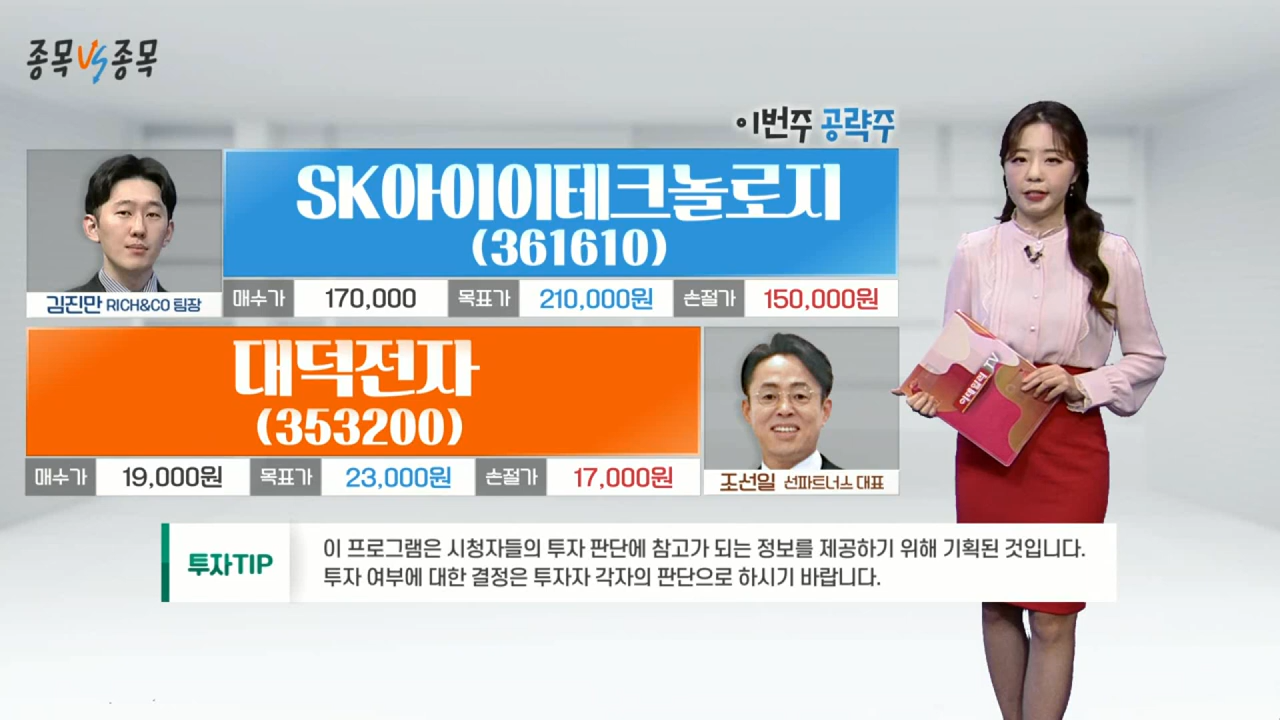 종목 VS 종목
이번주 공략주
SK아이이테크놀로지
(361610)
김진만 RICH&CO 팀장
매수가 170,000 목표가 210,000원 손절가 150,000원
대덕전자
(353200)
매수가 19,000원 목표가 23,000원 손절가 17,000원
조선일 선파트너스 대표
이데일리 TV
투자TIP
이 프로그램은 시청자들의 투자 판단에 참고가 되는 정보를 제공하기 위해 기획된 것입니다.
투자 여부에 대한 결정은 투자자 각자의 판단으로 하시기 바랍니다.